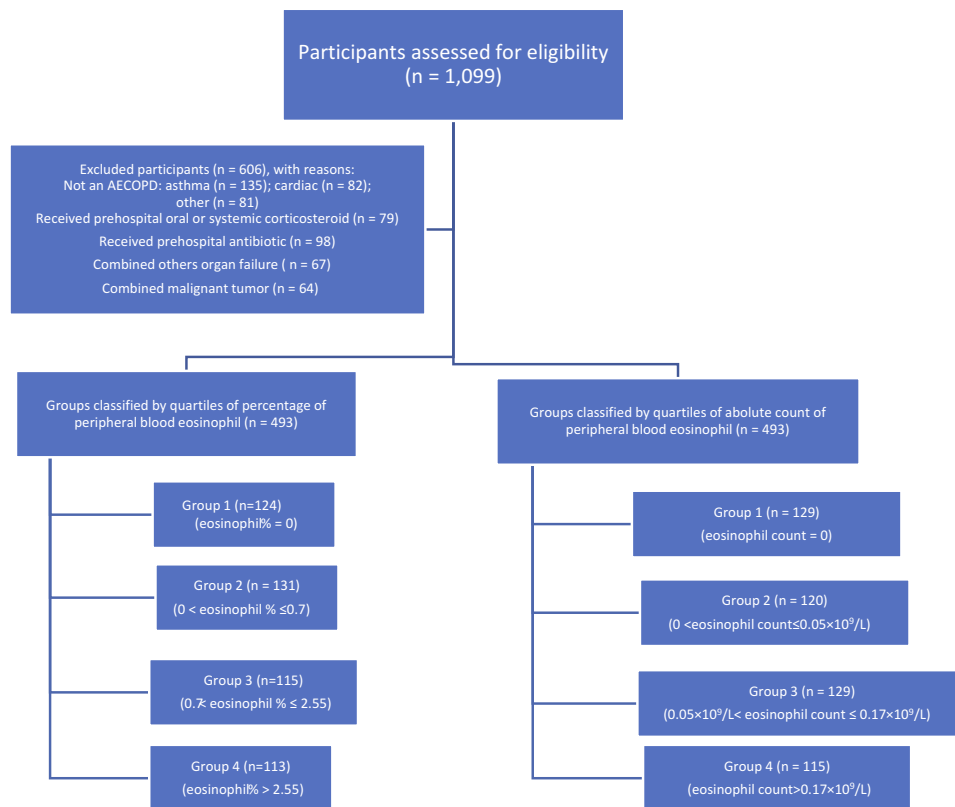 Participants assessed for eligibility
(n = 1,099)
Excluded participants (n = 606), with reasons:
Not an AECOPD: asthma (n = 135); cardiac (n = 82);
other (n = 81)
Received prehospital oral or systemic corticosteroid (n = 79)
Received prehospital antibiotic (n = 98)
Combined others organ failure ( n = 67)
Combined malignant tumor (n = 64)
Groups classified by quartiles of percentage of
peripheral blood eosinophil (n = 493)
Group 1 (n=124)
(eosinophil% = 0)
Group 2 (n = 131)
(0 < eosinophil % ≤0.7)
Group 3 (n=115)
(0.7< eosinophil % ≤ 2.55)
Group 4 (n=113)
(eosinophil% > 2.55)
Groups classified by quartiles of abolute count of
peripheral blood eosinophil (n = 493)
Group 1 (n = 129)
(eosinophil count = 0)
Group 2 (n = 120)
(0 <eosinophil count≤0.05×10⁹/L)
Group 3 (n = 129)
(0.05×10⁹/L< eosinophil count ≤ 0.17×10⁹/L)
Group 4 (n = 115)
(eosinophil count>0.17×10⁹/L)